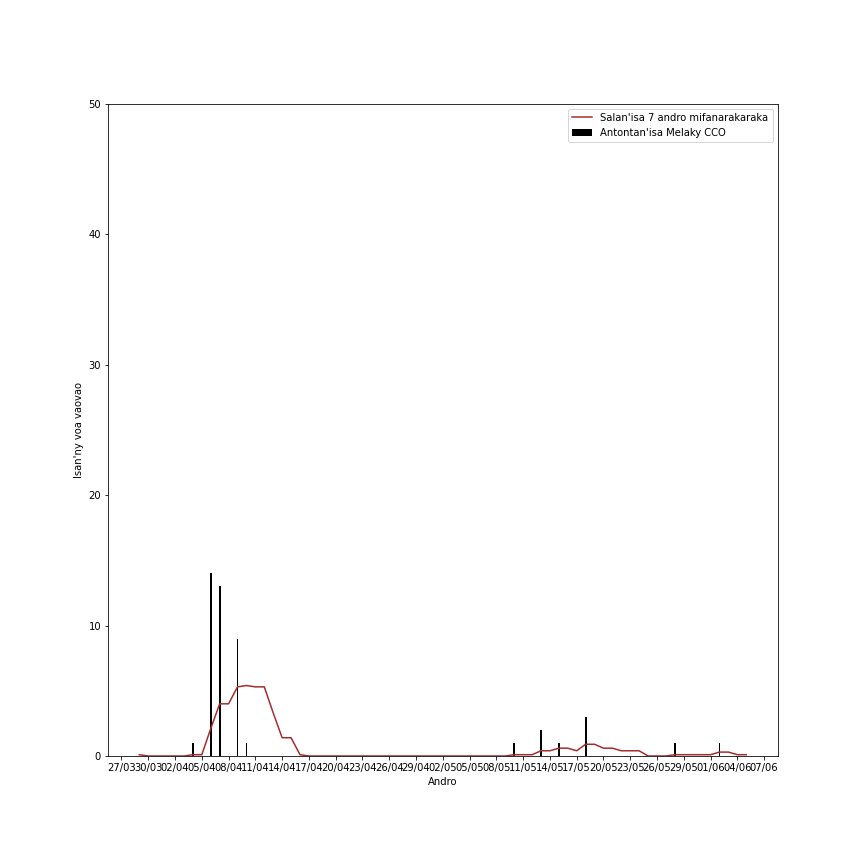 Salan'isa 7 andro mifanarakaraka
Antontan'isa Melaky CCO
50
40
30
20
10
0
Isan'ny voa vaovao
27/03 30/03 02/04 05/04 08/04 11/04 14/04 17/04 20/04 23/04 26/04 29/04 02/05 05/05 08/05 11/05 14/05 17/05 20/05 23/05 26/05 29/05 01/06 04/06 07/06
Andro